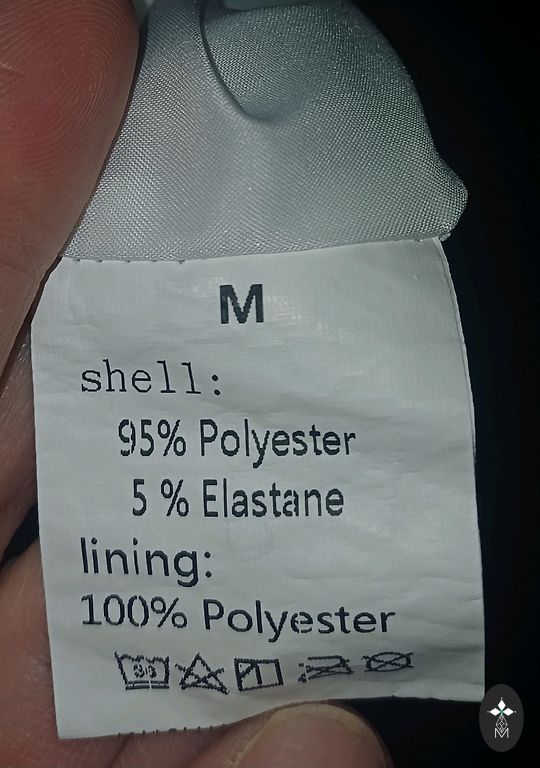 M
shell:
95% Polyester
5 % Elastane
lining:
100% Polyester